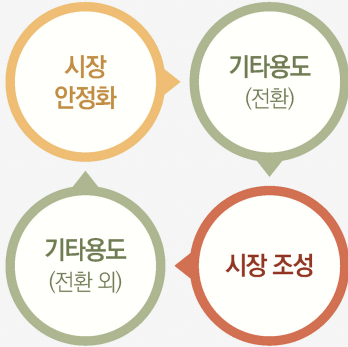 시장
안정화
기타용도
(전환)
기타용도
(전환 외)
시장 조성